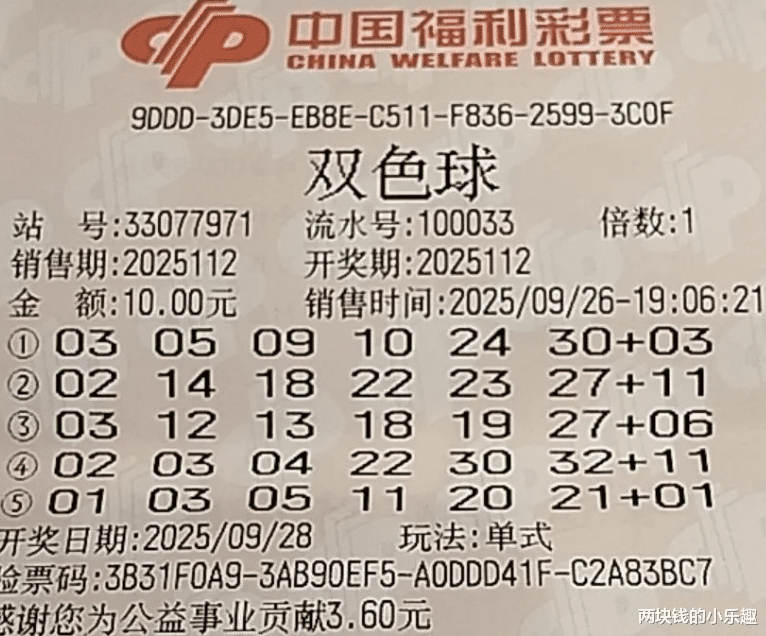 中国福利彩票
CHINA WELFARE LOTTERY
9DDD-3DE5-EB8E-C511-F836-2599-3C0F
双色球
站 号:33077971 流水号:100033 倍数:1
销售期:2025112 开奖期:2025112
金 额:10.00元 销售时间:2025/09/26-19:06:21
① 03 05 09 10 24 30+03
② 02 14 18 22 23 27+11
③ 03 12 13 18 19 27+06
④ 02 03 04 22 30 32+11
⑤ 01 03 05 11 20 21+01
开奖日期:2025/09/28 玩法:单式
验票码:3B31F0A9-3AB90EF5-A0DDD41F-C2A83BC7
感谢您为公益事业贡献3.60元
两块钱的小乐趣